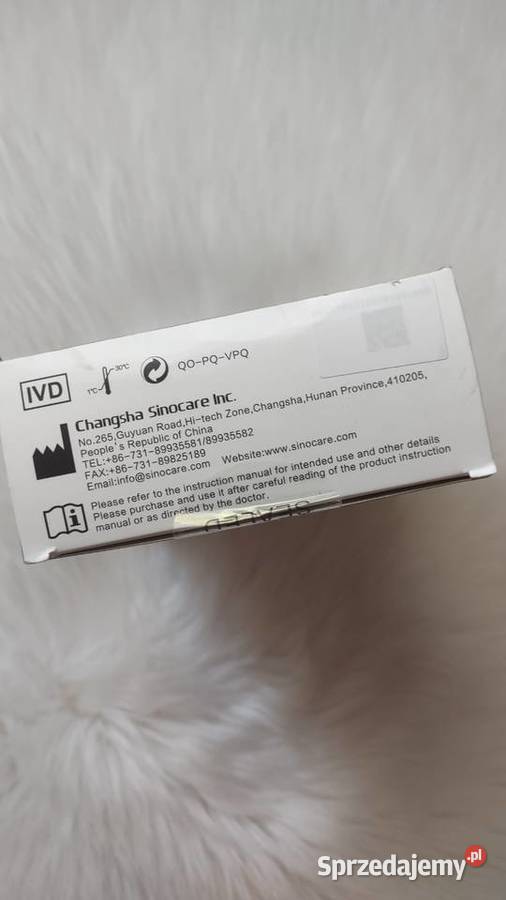 IVD
1℃
30℃
QO-PQ-VPQ
Changsha Sinocare Inc.
No.265,Guyuan Road,Hi-tech Zone,Changsha,Hunan Province,410205,
People's Republic of China
TEL:+86-731-89935581/89935582
FAX:+86-731-89825189
Email:info@sinocare.com Website:www.sinocare.com
Please refer to the instruction manual for intended use and other details
Please purchase and use it after careful reading of the product instruction
manual or as directed by the doctor.
SEALED
Sprzedajemy.pl